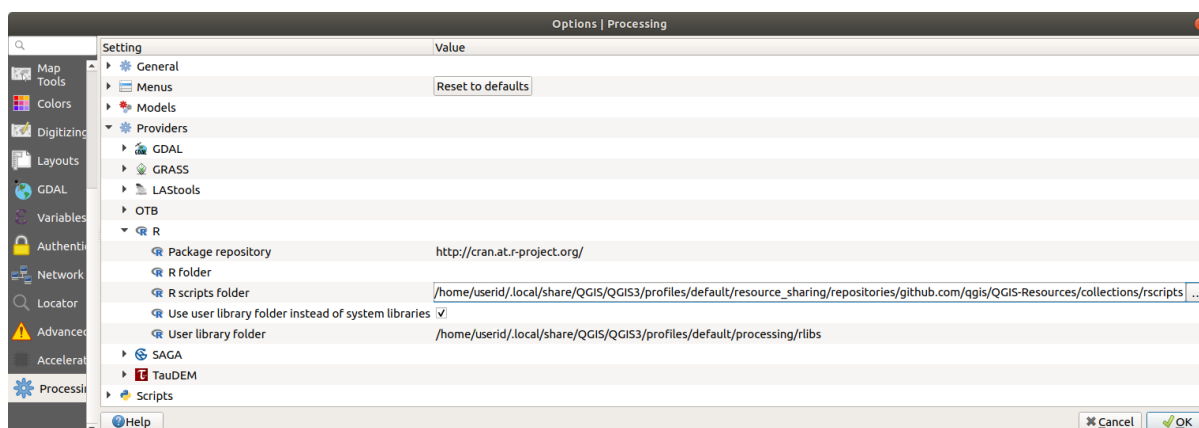 Options | Processing
Setting Value
Map Tools
General
Menus Reset to defaults
Colors
Models
Digitizing
Providers
GDAL
Layouts
GRASS
GDAL
LAStools
Variables
OTB
R
Authenti
Package repository http://cran.at.r-project.org/
Network
R folder
R scripts folder /home/userid/.local/share/QGIS/QGIS3/profiles/default/resource_sharing/repositories/github.com/qgis/QGIS-Resources/collections/rscripts ...
Locator
Use user library folder instead of system libraries
Advanced
User library folder /home/userid/.local/share/QGIS/QGIS3/profiles/default/processing/rlibs
Accelerat
SAGA
TauDEM
Processi
Scripts
Help Cancel OK